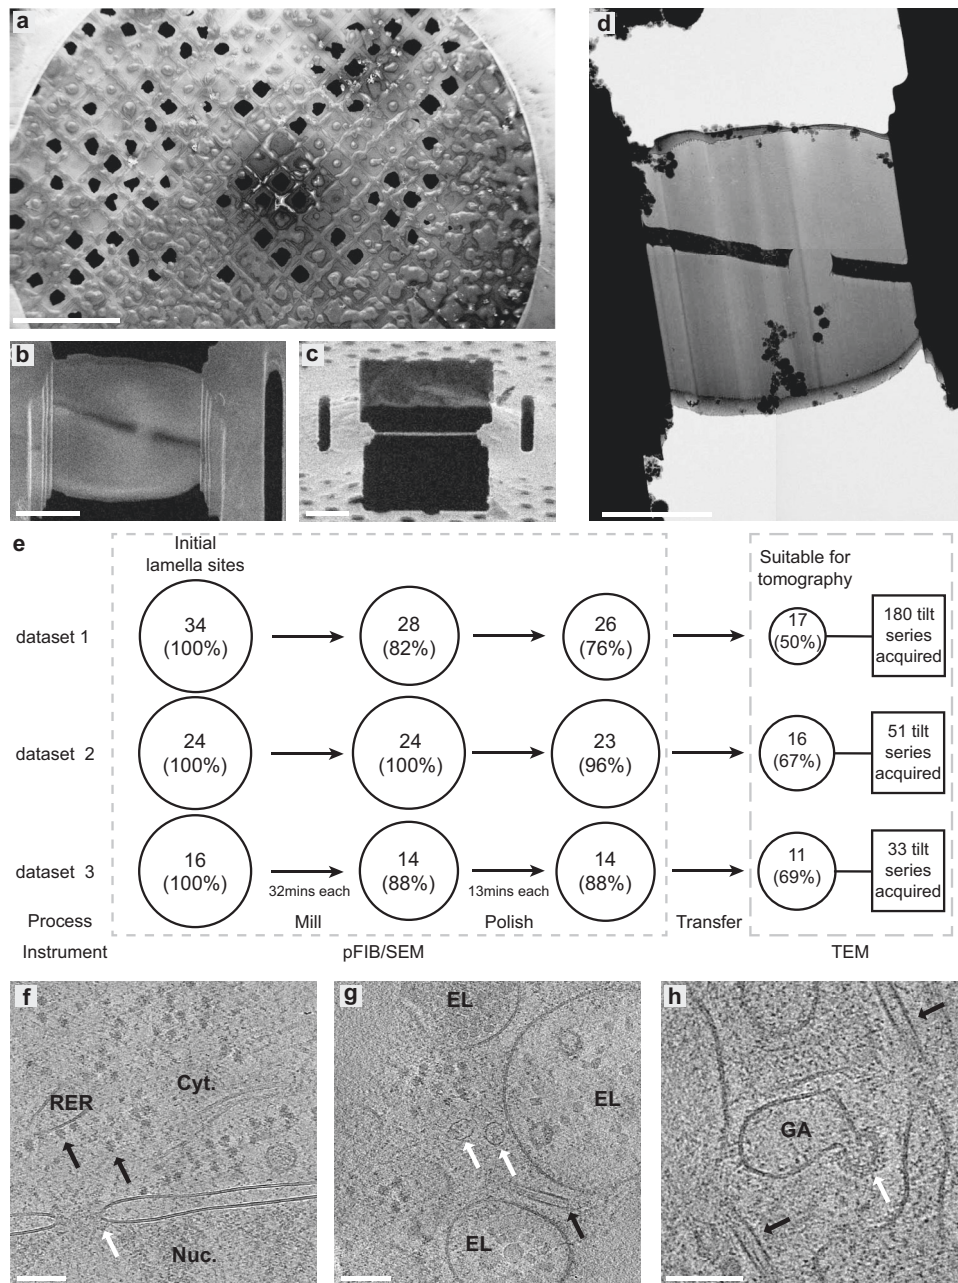 a
d
b
c
e
Initial
lamella sites
Suitable for
tomography
dataset 1
34
(100%)
28
(82%)
26
(76%)
17
(50%)
180 tilt
series
acquired
dataset 2
24
(100%)
24
(100%)
23
(96%)
16
(67%)
51 tilt
series
acquired
dataset 3
16
(100%)
32mins each
14
(88%)
13mins each
14
(88%)
11
(69%)
33 tilt
series
acquired
Process
Mill
Polish
Transfer
Instrument
pFIB/SEM
TEM
f
RER
Cyt.
Nuc.
g
EL
EL
EL
h
GA